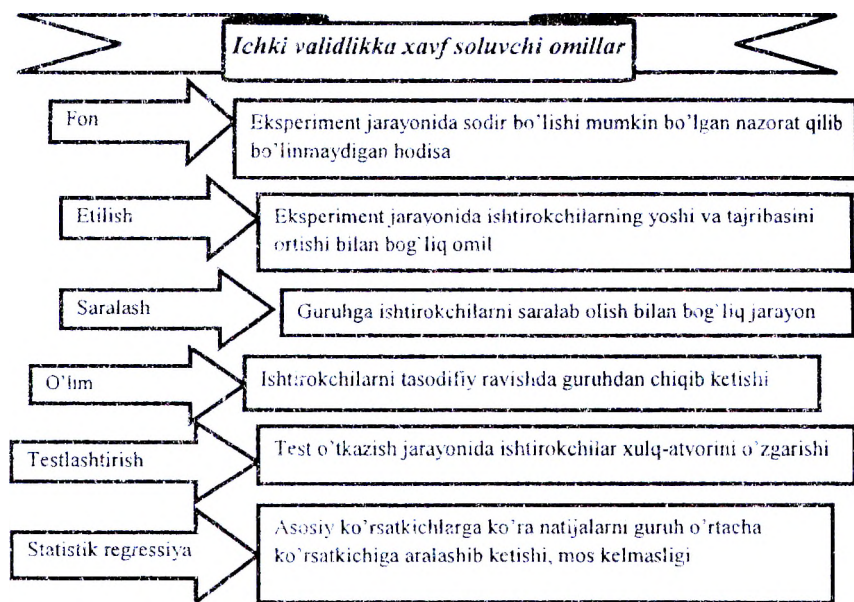 Ichki validlikka xavf soluvchi omillar
Fon
Eksperiment jarayonida sodir bo'lishi mumkin bo'lgan nazorat qilib
bo'linmaydigan hodisa
Etilish
Eksperiment jarayonida ishtirokchilarning yoshi va tajribasini
ortishi bilan bog`liq omil
Saralash
Guruhga ishtirokchilarni saralab olish bilan bog`liq jarayon
O'lim
Ishtirokchilarni tasodifiy ravishda guruhdan chiqib ketishi
Testlashtirish
Test o'tkazish jarayonida ishtirokchilar xulq-atvorini o'zgarishi
Statistik regressiya
Asosiy ko'rsatkichlarga ko'ra natijalarni guruh o'rtacha
ko'rsatkichiga aralashib ketishi, mos kelmasligi